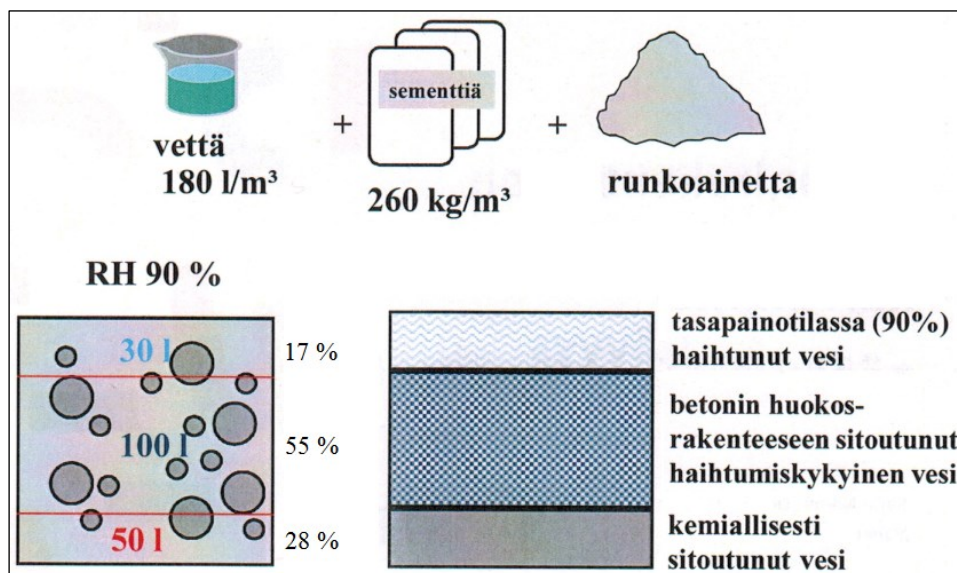 sementtiä
vettä
180 l/m³
+
+
260 kg/m³
runkoainetta
RH 90 %
30 l
17 %
100 l
55 %
50 l
28 %
tasapainotilassa (90%)
haihtunut vesi
betonin huokos-
rakenteeseen sitoutunut
haihtumiskykyinen vesi
kemiallisesti
sitoutunut vesi